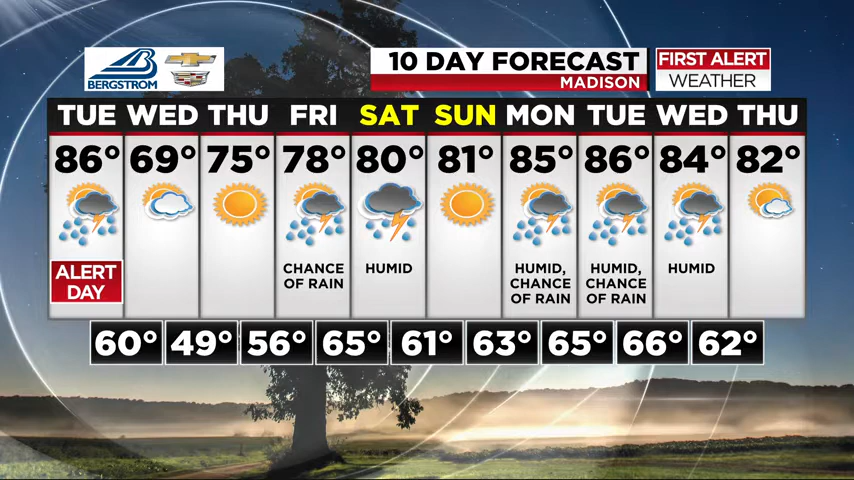 BERGSTROM
10 DAY FORECAST
MADISON
FIRST ALERT
WEATHER
TUE WED THU FRI SAT SUN MON TUE WED THU
86° 69° 75° 78° 80° 81° 85° 86° 84° 82°
ALERT
DAY
CHANCE
OF RAIN
HUMID
HUMID,
CHANCE
OF RAIN
HUMID,
CHANCE
OF RAIN
HUMID
60° 49° 56° 65° 61° 63° 65° 66° 62°